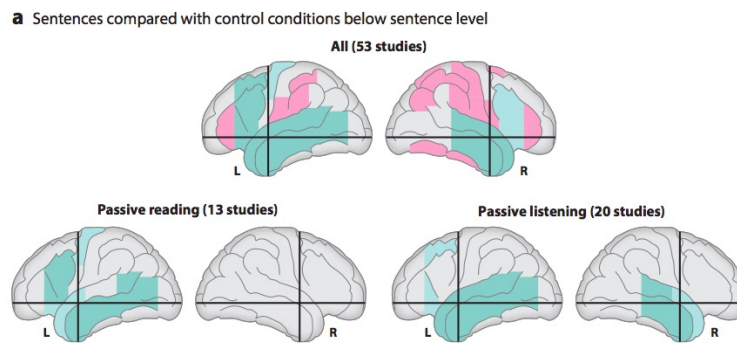 a Sentences compared with control conditions below sentence level
All (53 studies)
L R
Passive reading (13 studies) Passive listening (20 studies)
L R L R